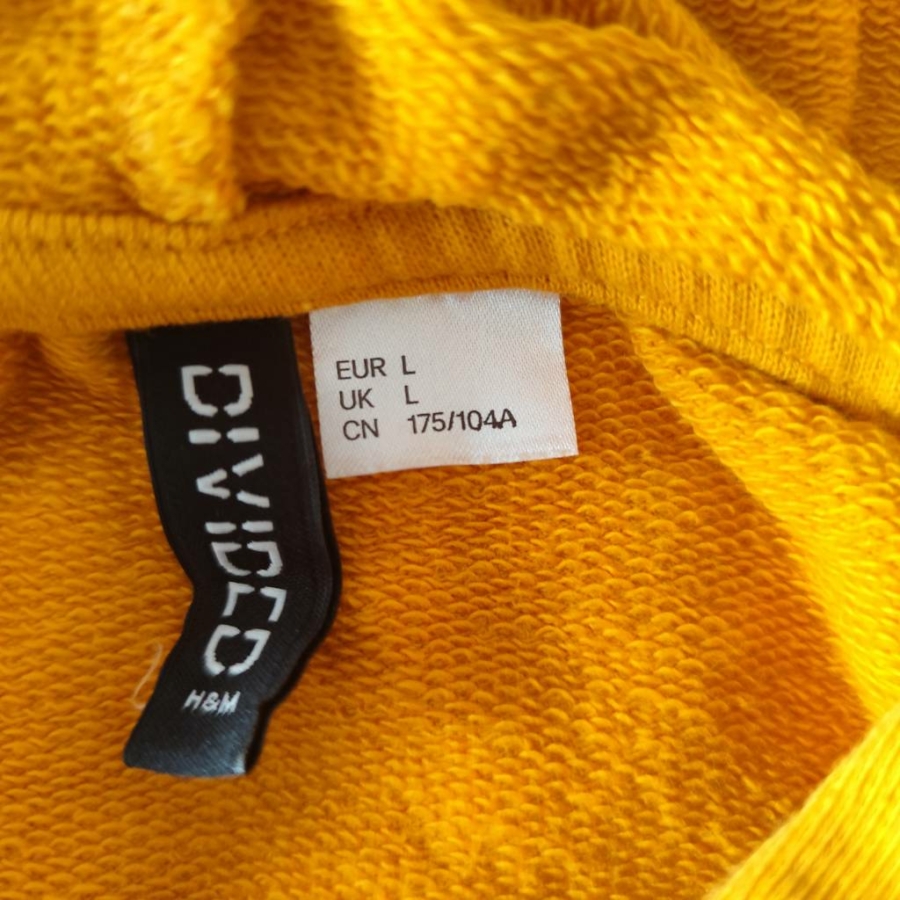 DIVIDED
H&M
EUR L
UK L
CN 175/104A